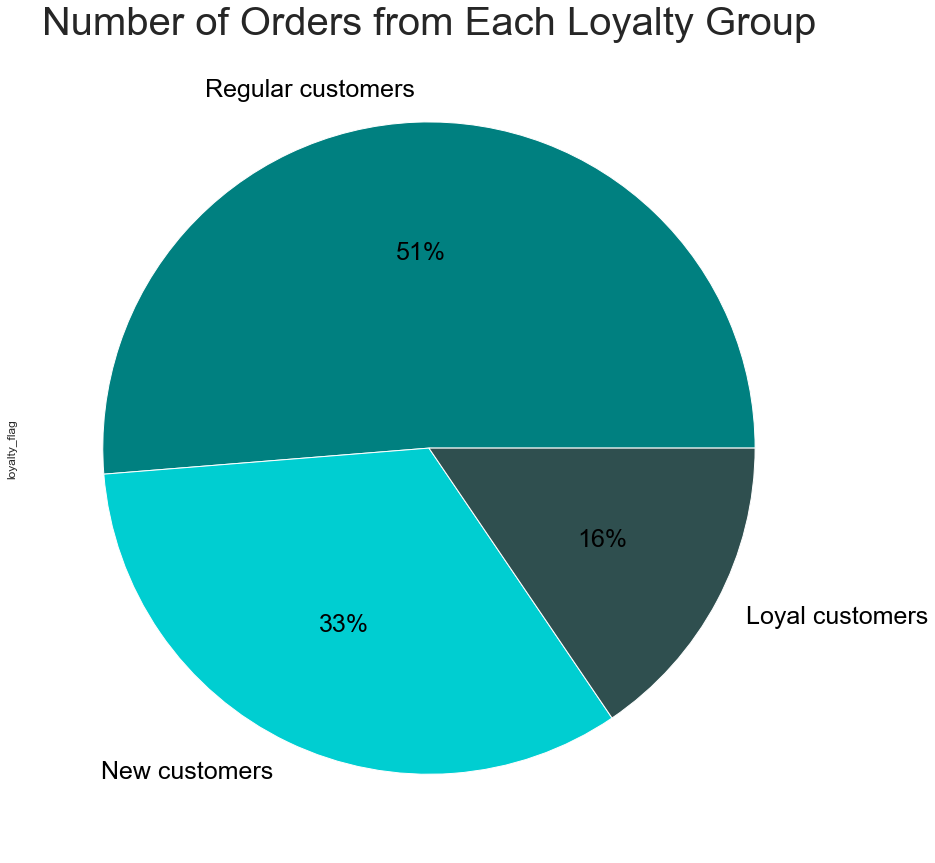 Number of Orders from Each Loyalty Group
Regular customers
51%
loyalty_flag
16%
Loyal customers
33%
New customers